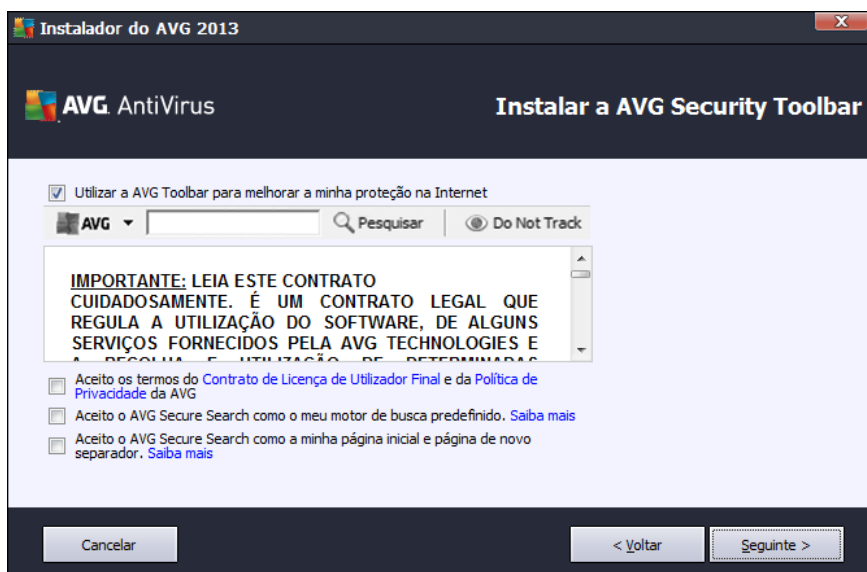 Instalador do AVG 2013
X
AVG. AntiVirus
Instalar a AVG Security Toolbar
Utilizar a AVG Toolbar para melhorar a minha proteção na Internet
AVG Pesquisar Do Not Track
IMPORTANTE: LEIA ESTE CONTRATO
CUIDADOSAMENTE. É UM CONTRATO LEGAL QUE
REGULA A UTILIZAÇÃO DO SOFTWARE, DE ALGUNS
SERVIÇOS FORNECIDOS PELA AVG TECHNOLOGIES E
A RECOLHA E UTILIZAÇÃO DE DETERMINADAS
Aceito os termos do Contrato de Licença de Utilizador Final e da Política de
Privacidade da AVG
Aceito o AVG Secure Search como o meu motor de busca predefinido. Saiba mais
Aceito o AVG Secure Search como a minha página inicial e página de novo
separador. Saiba mais
Cancelar
< Voltar
Seguinte >